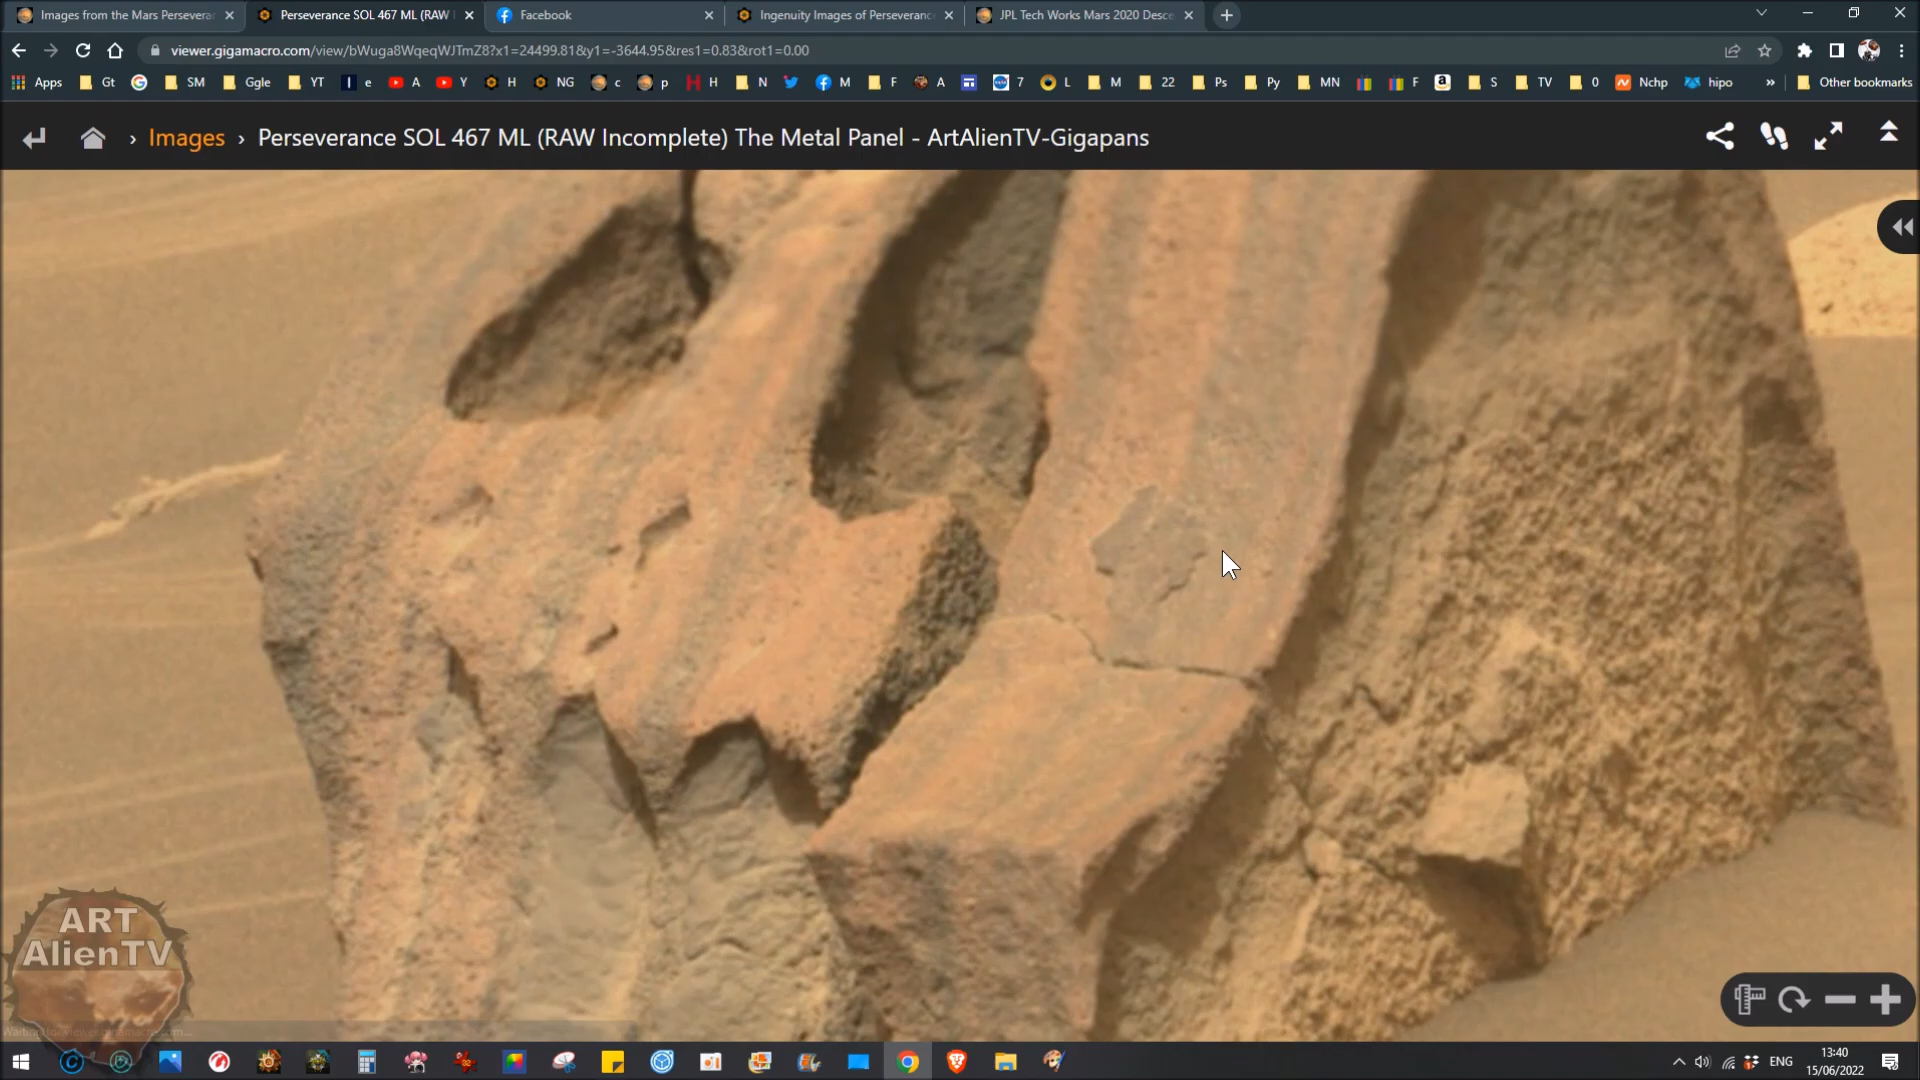 Images from the Mars Perseverar
Perseverance SOL 467 ML (RAW I
Facebook
Ingenuity Images of Perseveranc
JPL Tech Works Mars 2020 Desce
viewer.gigamacro.com/view/bWuga8WqeqWJTmZ8?x1=24499.81&y1=-3644.95&res1=0.83&rot1=0.00
Apps Gt SM Ggle YT e A Y H NG c p H N M F A 7 L M 22 Ps Py MN F S TV 0 Nchp hipo » Other bookmarks
› Images › Perseverance SOL 467 ML (RAW Incomplete) The Metal Panel - ArtAlienTV-Gigapans
ART
AlienTV
ENG
13:40
15/06/2022